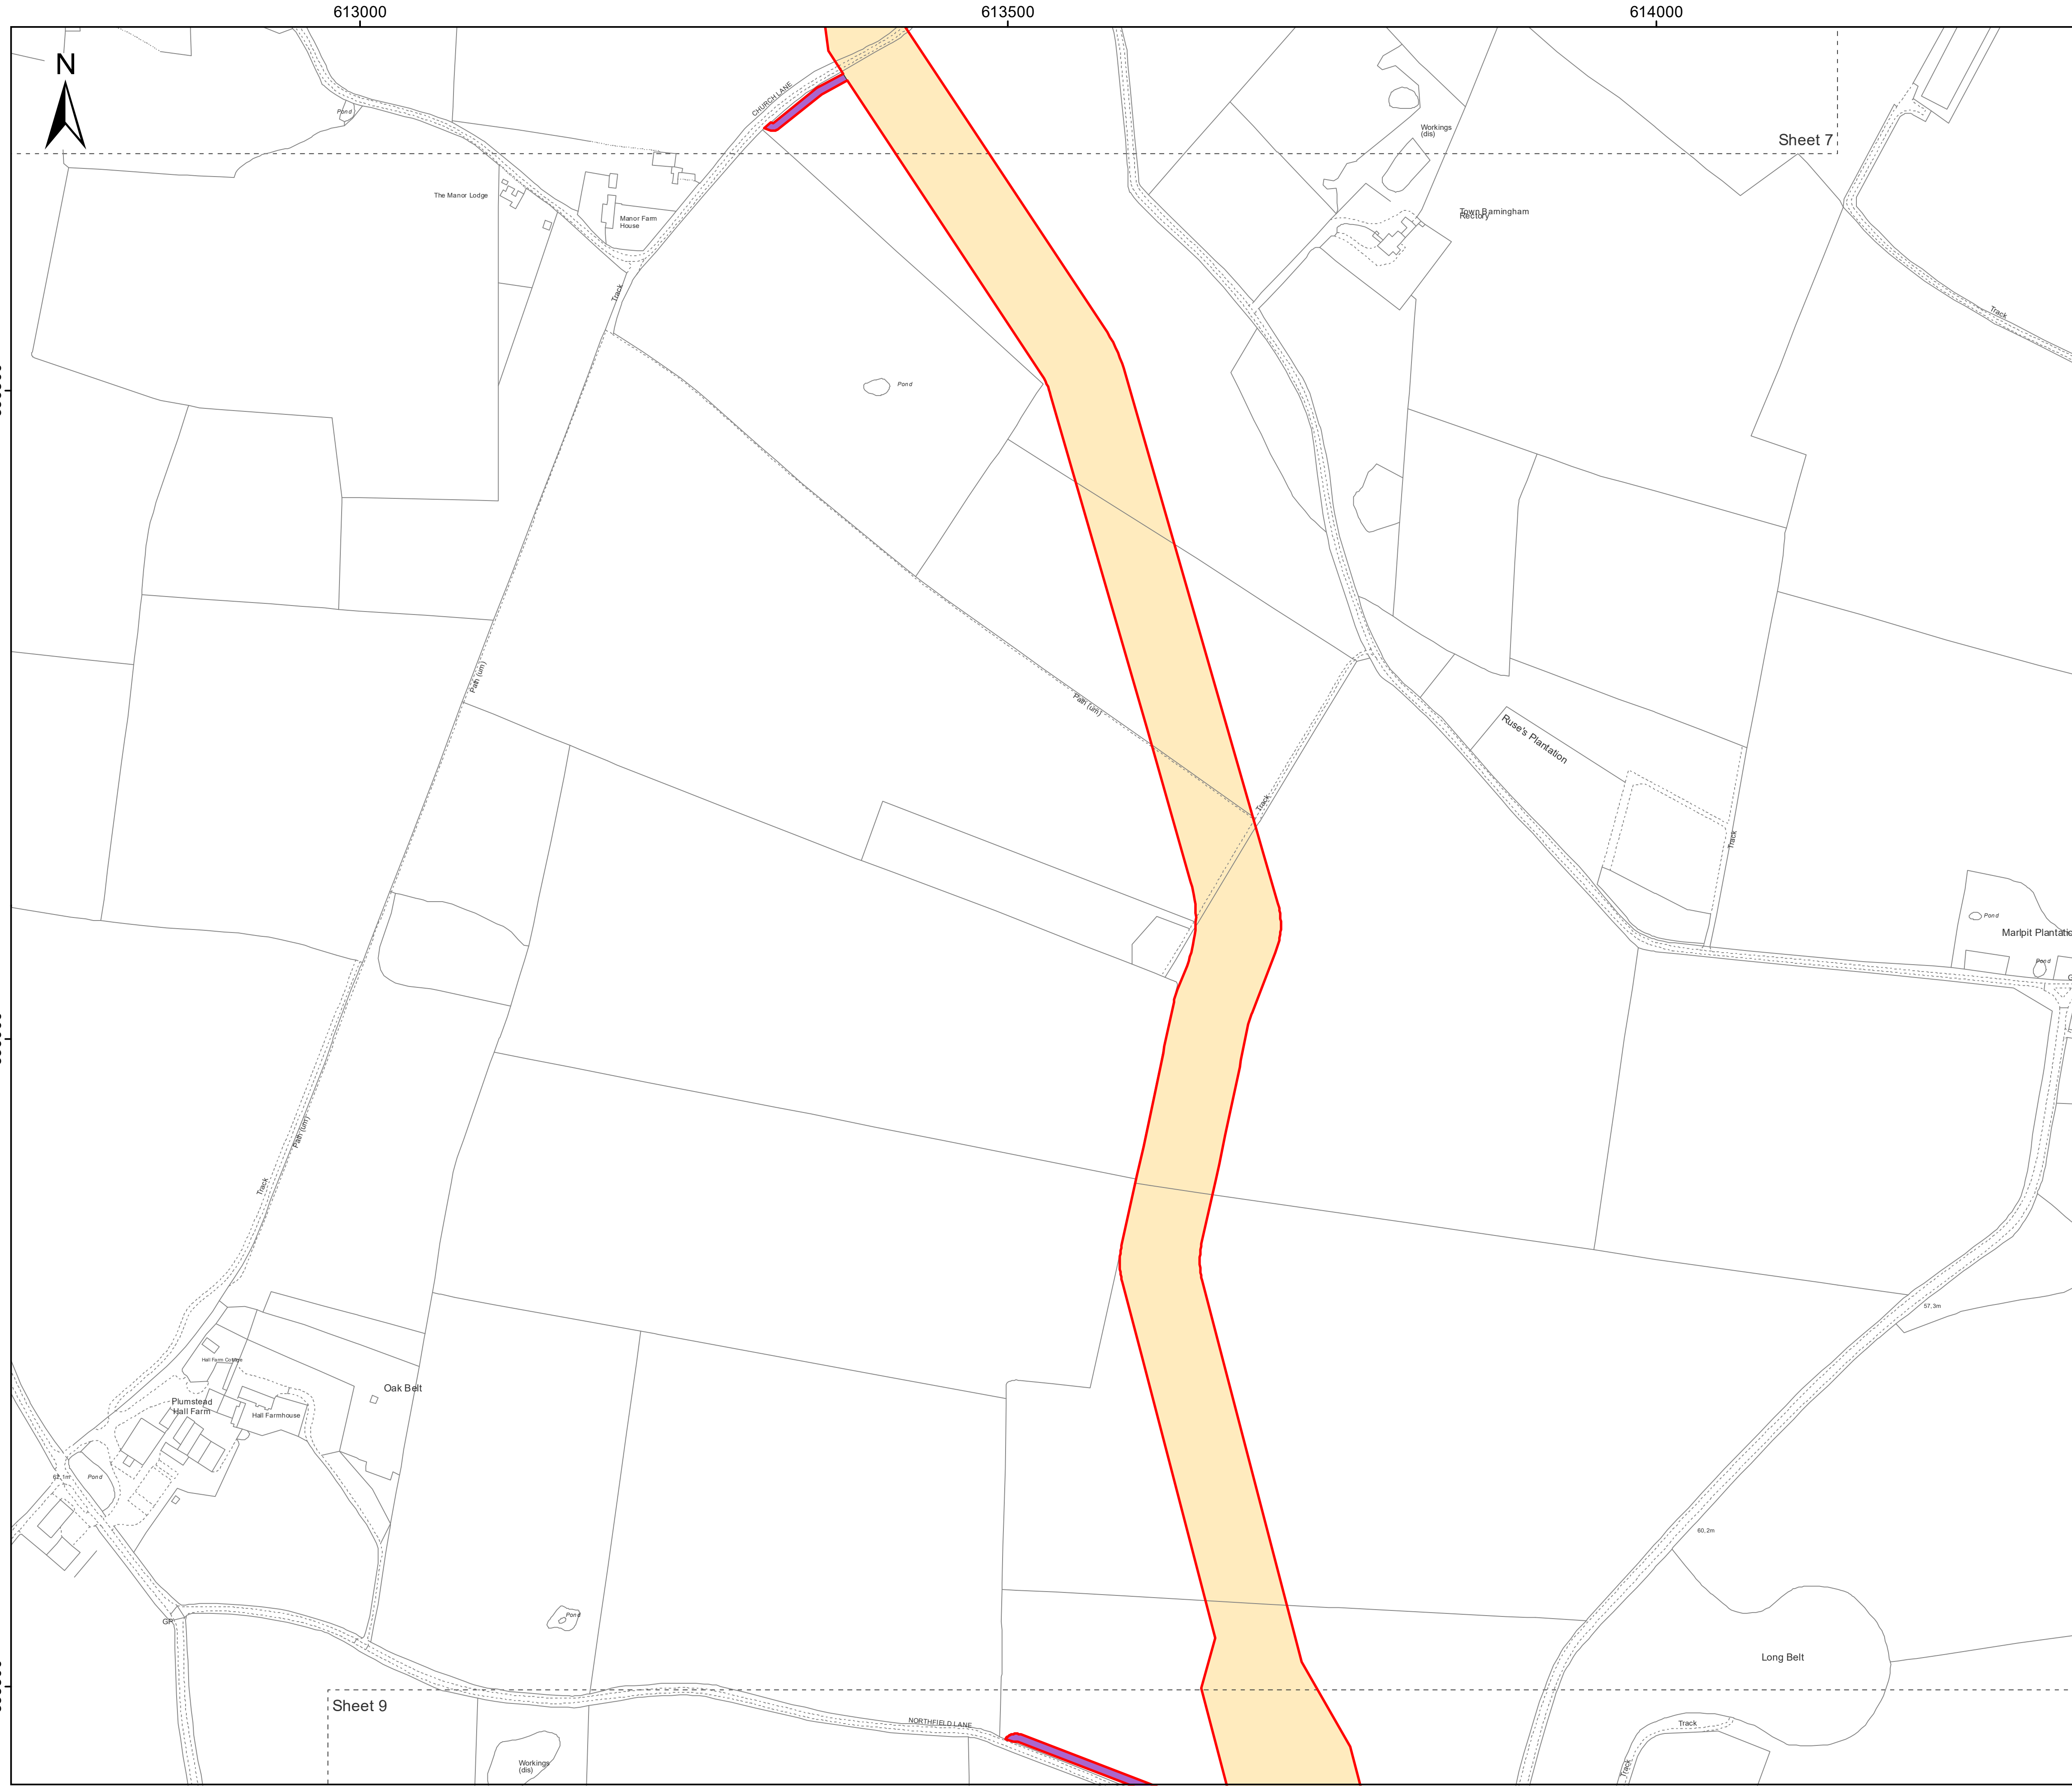 613000
613500
614000
N
CHURCH LANE
Pond
Workings
(dis)
Sheet 7
The Manor Lodge
Manor Farm
House
Town Barningham
Rectory
Track
Track
Pond
Path (um)
Path (um)
Ruse's Plantation
Track
Track
Pond
Marlpit Plantatio
Pond
Path (um)
Track
57.3m
Hall Farm Cottage
Oak Belt
Plumstead
Hall Farm
Hall Farmhouse
Pond
60.2m
Pond
GP
Long Belt
Sheet 9
NORTHFIELD LANE
Track
Workings
(dis)
Track